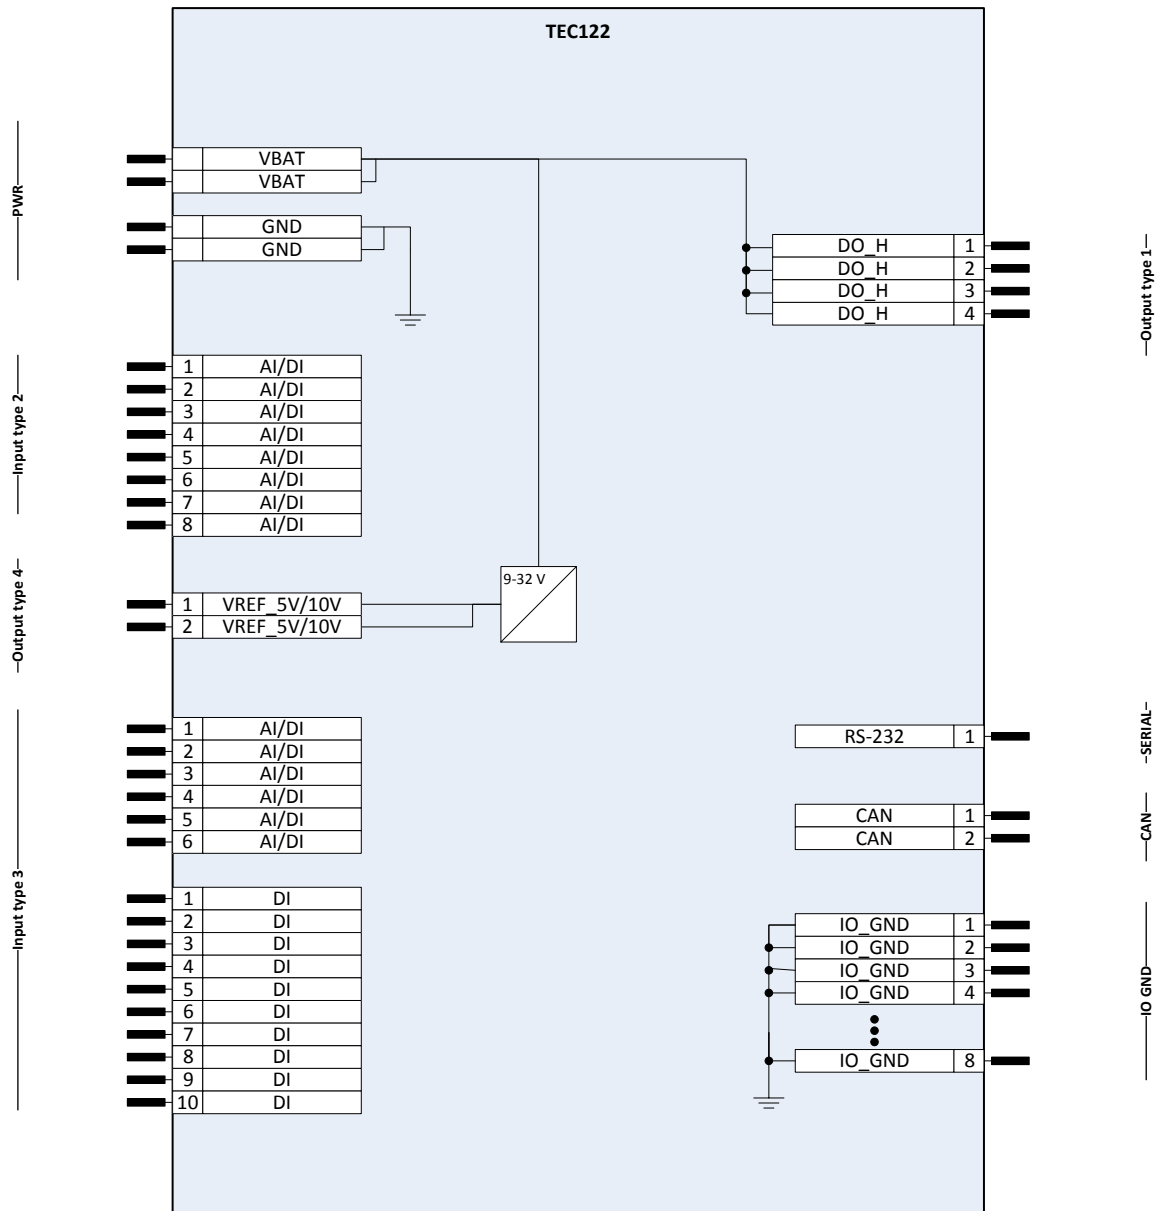 TEC122
PWR
VBAT
VBAT
GND
GND
Input type 2
1 AI/DI
2 AI/DI
3 AI/DI
4 AI/DI
5 AI/DI
6 AI/DI
7 AI/DI
8 AI/DI
Output type 4
1 VREF_5V/10V
2 VREF_5V/10V
9-32 V
Input type 3
1 AI/DI
2 AI/DI
3 AI/DI
4 AI/DI
5 AI/DI
6 AI/DI
1 DI
2 DI
3 DI
4 DI
5 DI
6 DI
7 DI
8 DI
9 DI
10 DI
DO_H 1
DO_H 2
DO_H 3
DO_H 4
Output type 1
RS-232 1
SERIAL
CAN 1
CAN 2
CAN
IO_GND 1
IO_GND 2
IO_GND 3
IO_GND 4
IO_GND 8
IO GND